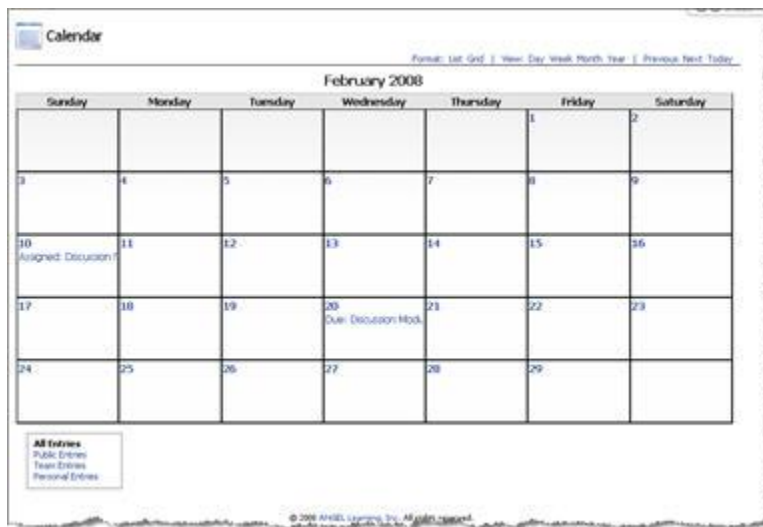 Calendar
Format: List Grid | View: Day Week Month Year | Previous Next Today
February 2008
Sunday Monday Tuesday Wednesday Thursday Friday Saturday
1 2
3 4 5 6 7 8 9
10 11 12 13 14 15 16
Assigned: Discussion
17 18 19 20 21 22 23
Due: Discussion Modu
24 25 26 27 28 29
All Entries
Public Entries
Team Entries
Personal Entries
© 2008 ANGEL Learning, Inc. All rights reserved.